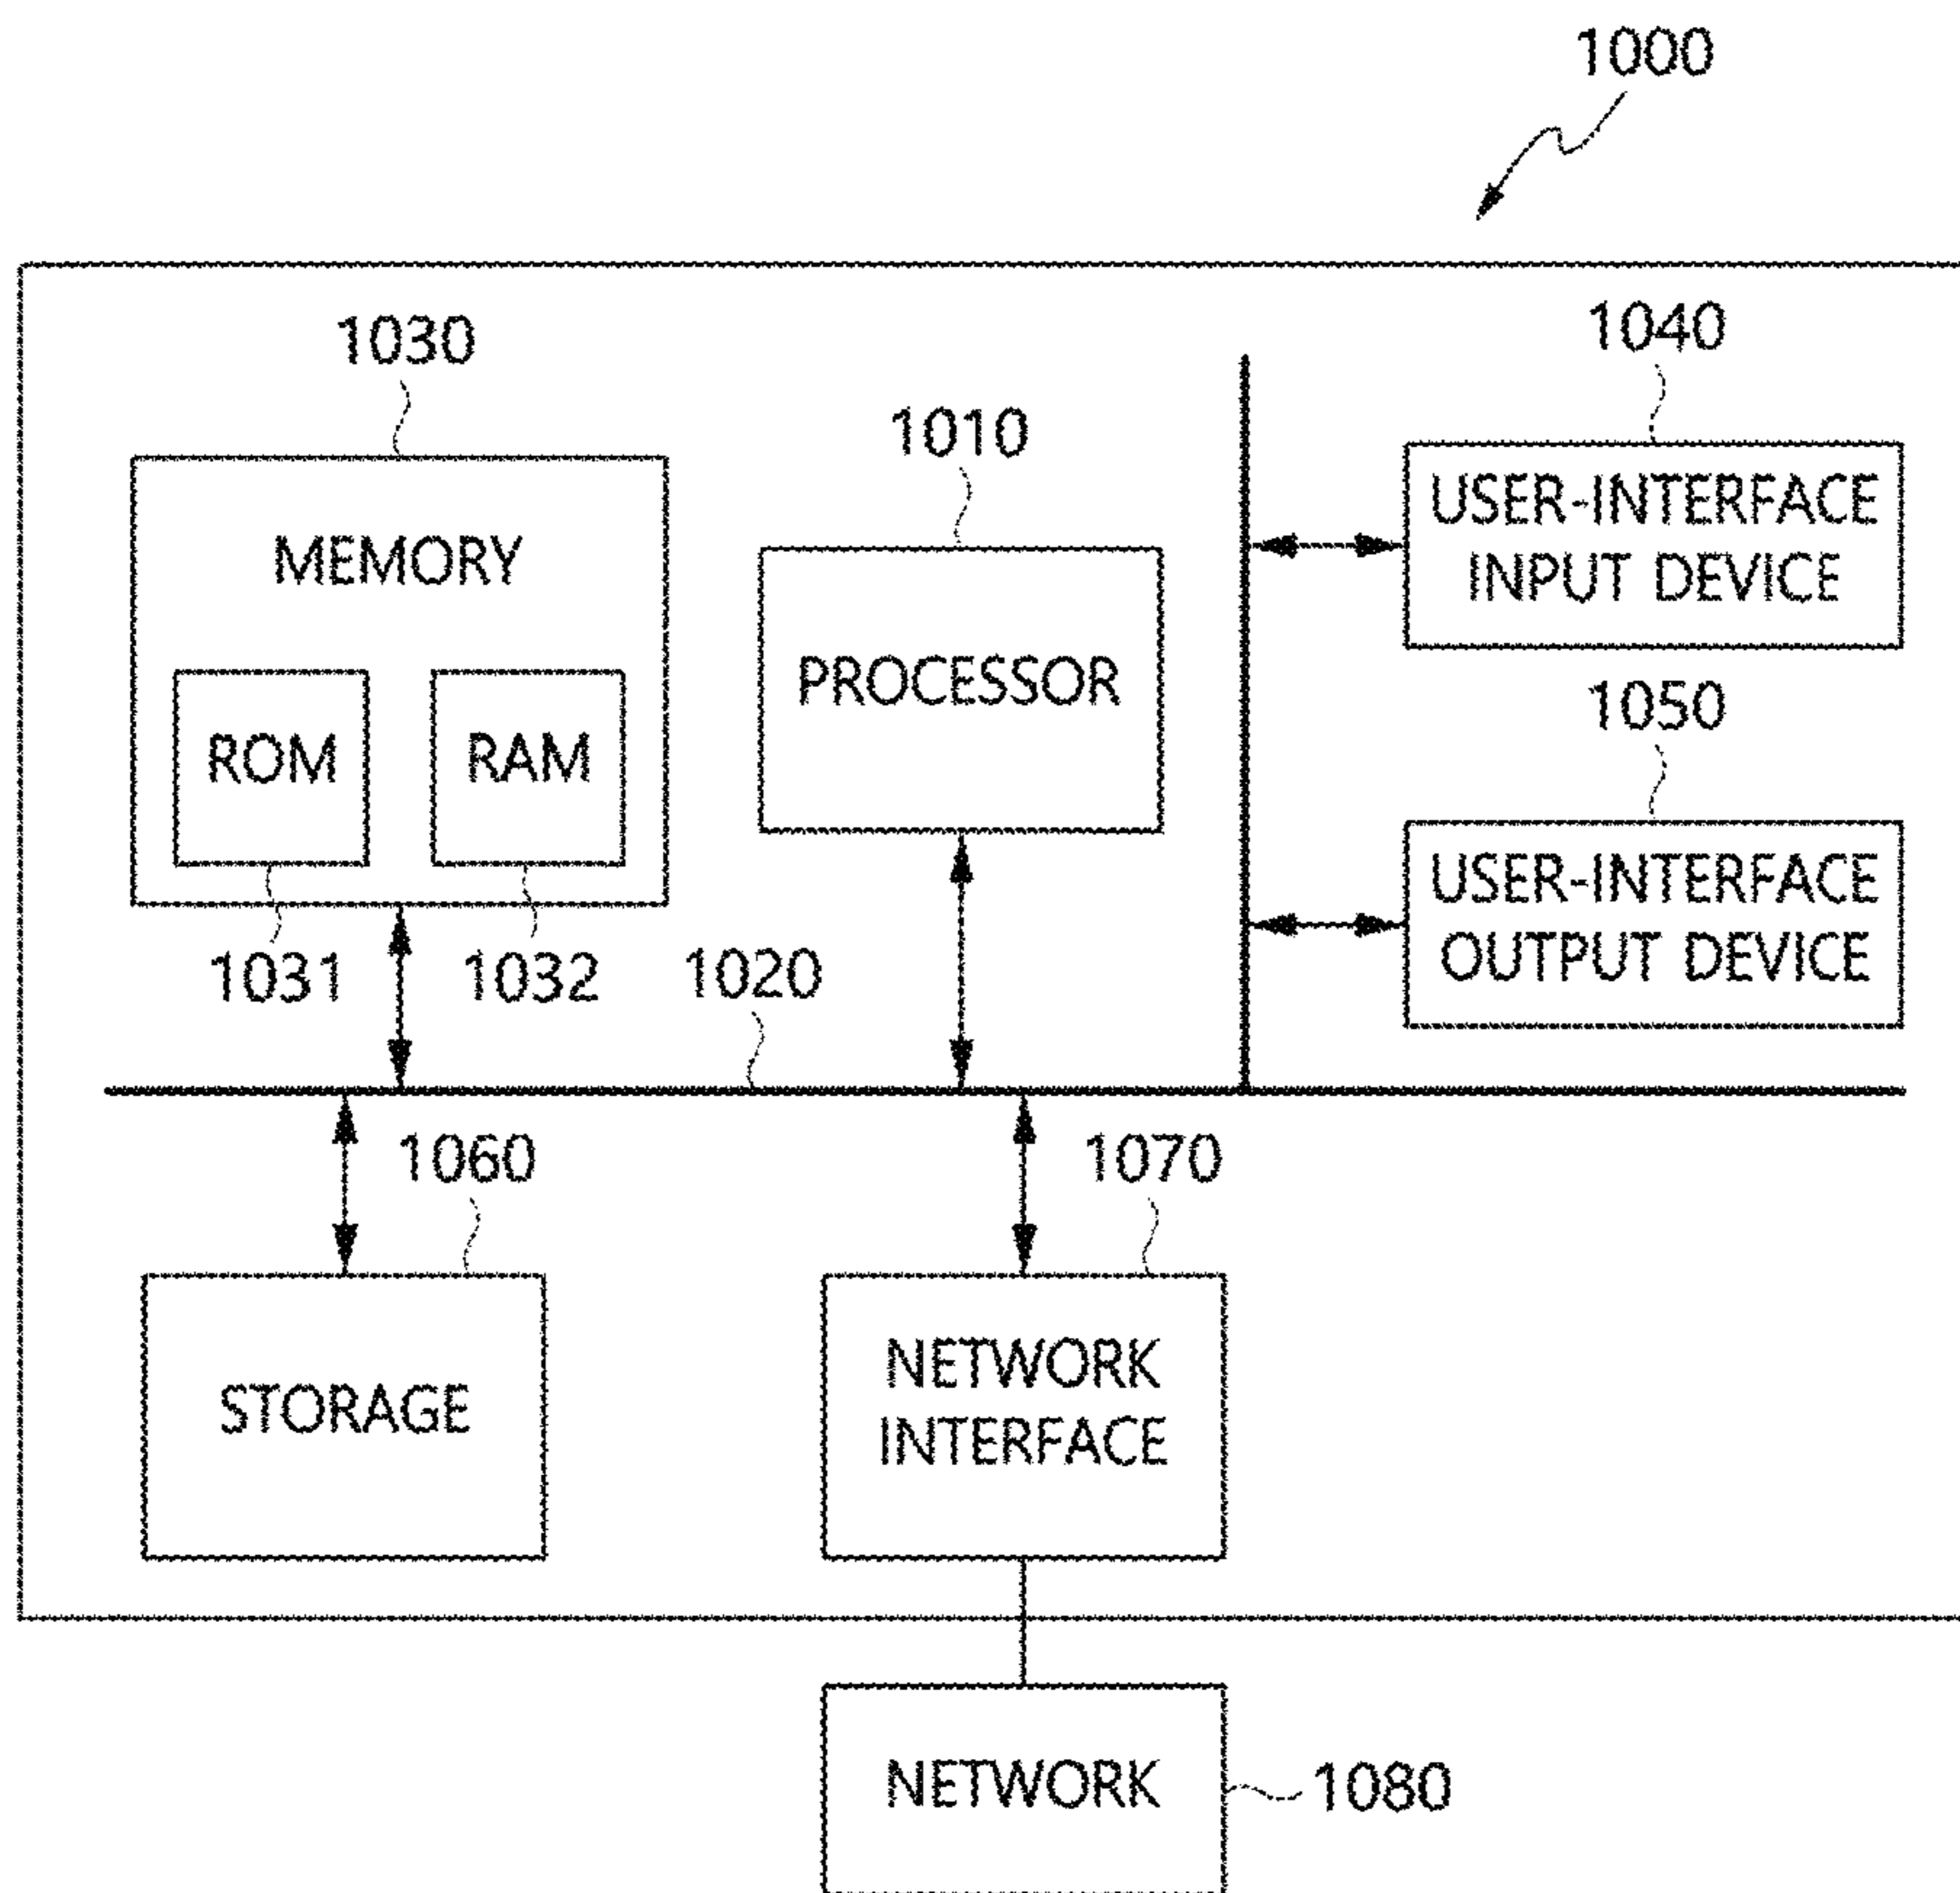 1000
1030
1040
1010
MEMORY
USER-INTERFACE
INPUT DEVICE
PROCESSOR
1050
ROM
RAM
USER-INTERFACE
OUTPUT DEVICE
1031
1032
1020
1060
1070
STORAGE
NETWORK
INTERFACE
NETWORK
1080